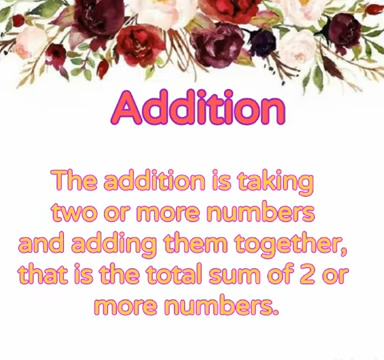 Addition
The addition is taking
two or more numbers
and adding them together,
that is the total sum of 2 or
more numbers.